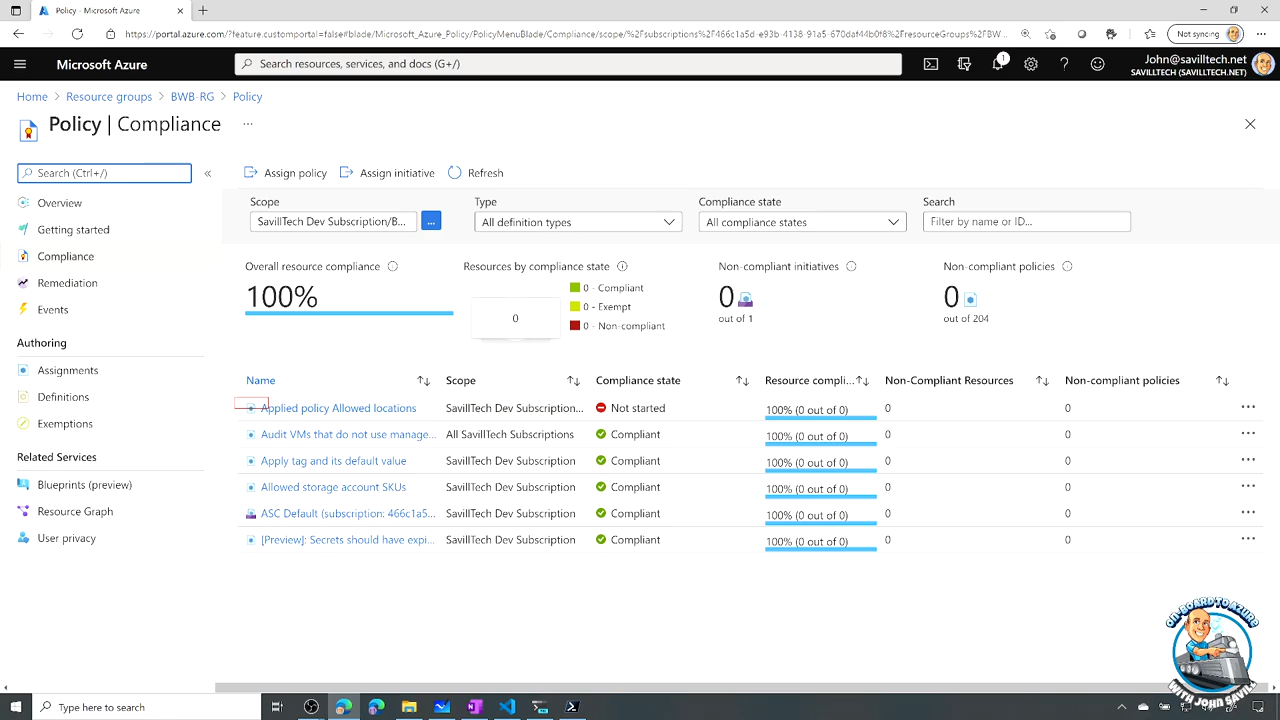 Policy - Microsoft Azure
https://portal.azure.com/?feature.customportal=false#blade/Microsoft_Azure_Policy/PolicyMenuBlade/Compliance/scope/%2Fsubscriptions%2F466c1a5d-e93b-4138-91a5-670daf44b0f8%2FresourceGroups%2FBW...
Not syncing
Microsoft Azure
Search resources, services, and docs (G+/)
1
John@savilltech.net
SAVILLTECH (SAVILLTECH.NET)
Home > Resource groups > BWB-RG > Policy
Policy | Compliance ...
Search (Ctrl+/)
Assign policy
Assign initiative
Refresh
Overview
Getting started
Compliance
Remediation
Events
Authoring
Assignments
Definitions
Exemptions
Related Services
Blueprints (preview)
Resource Graph
User privacy
Scope
SavillTech Dev Subscription/B...
...
Type
All definition types
Compliance state
All compliance states
Search
Filter by name or ID...
Overall resource compliance
100%
Resources by compliance state
0
0 - Compliant
0 - Exempt
0 - Non-compliant
Non-compliant initiatives
0
out of 1
Non-compliant policies
0
out of 204
Name Scope Compliance state Resource compli... Non-Compliant Resources Non-compliant policies
Applied policy Allowed locations SavillTech Dev Subscription... Not started 100% (0 out of 0) 0 0 ...
Audit VMs that do not use manage... All SavillTech Subscriptions Compliant 100% (0 out of 0) 0 0 ...
Apply tag and its default value SavillTech Dev Subscription Compliant 100% (0 out of 0) 0 0 ...
Allowed storage account SKUs SavillTech Dev Subscription Compliant 100% (0 out of 0) 0 0 ...
ASC Default (subscription: 466c1a5... SavillTech Dev Subscription Compliant 100% (0 out of 0) 0 0 ...
[Preview]: Secrets should have expi... SavillTech Dev Subscription Compliant 100% (0 out of 0) 0 0 ...
ON-BOARD TO AZURE
WITH JOHN SAVILL
Type here to search